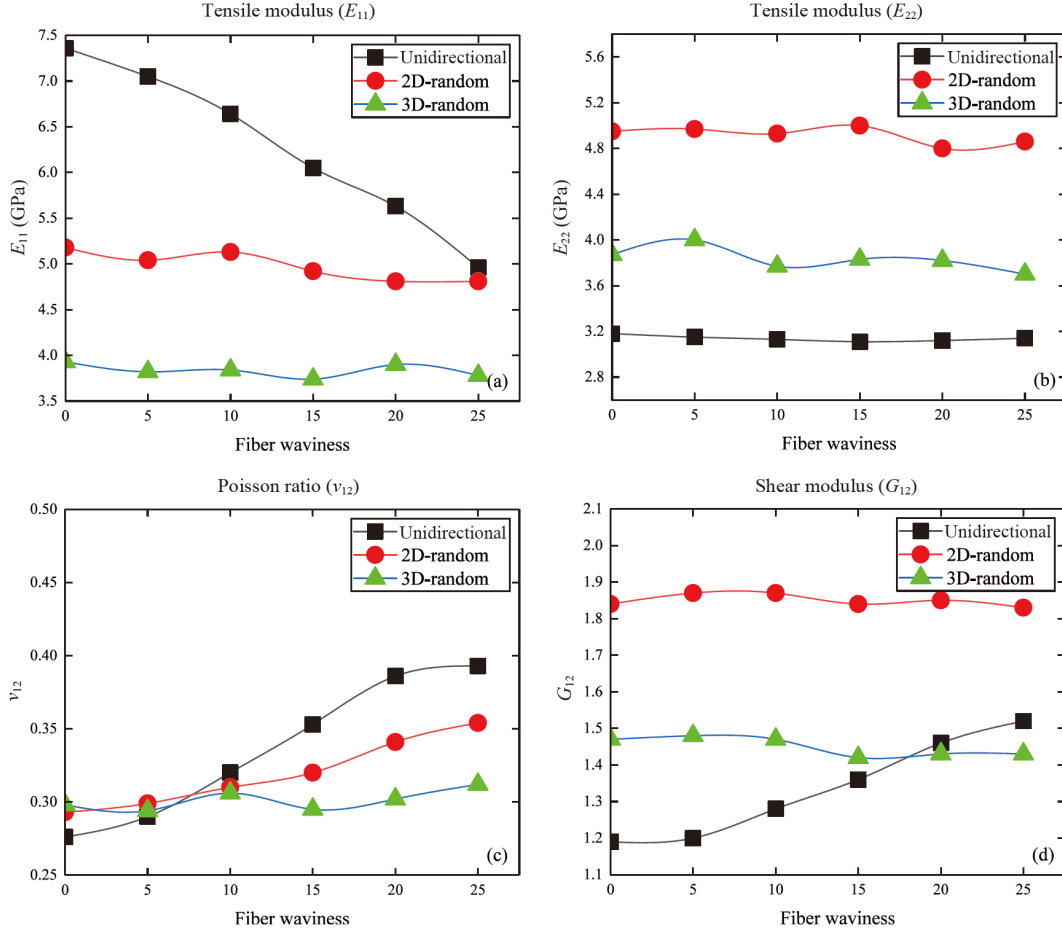 Tensile modulus (E11)
7.5
7.0
6.5
6.0
5.5
5.0
4.5
4.0
3.5
E11 (GPa)
Unidirectional
2D-random
3D-random
(a)
0 5 10 15 20 25
Fiber waviness
Tensile modulus (E22)
5.6
5.2
4.8
4.4
4.0
3.6
3.2
2.8
E22 (GPa)
Unidirectional
2D-random
3D-random
(b)
0 5 10 15 20 25
Fiber waviness
Poisson ratio (v12)
0.50
0.45
0.40
0.35
0.30
0.25
v12
Unidirectional
2D-random
3D-random
(c)
0 5 10 15 20 25
Fiber waviness
Shear modulus (G12)
2.1
2.0
1.9
1.8
1.7
1.6
1.5
1.4
1.3
1.2
1.1
G12
Unidirectional
2D-random
3D-random
(d)
0 5 10 15 20 25
Fiber waviness